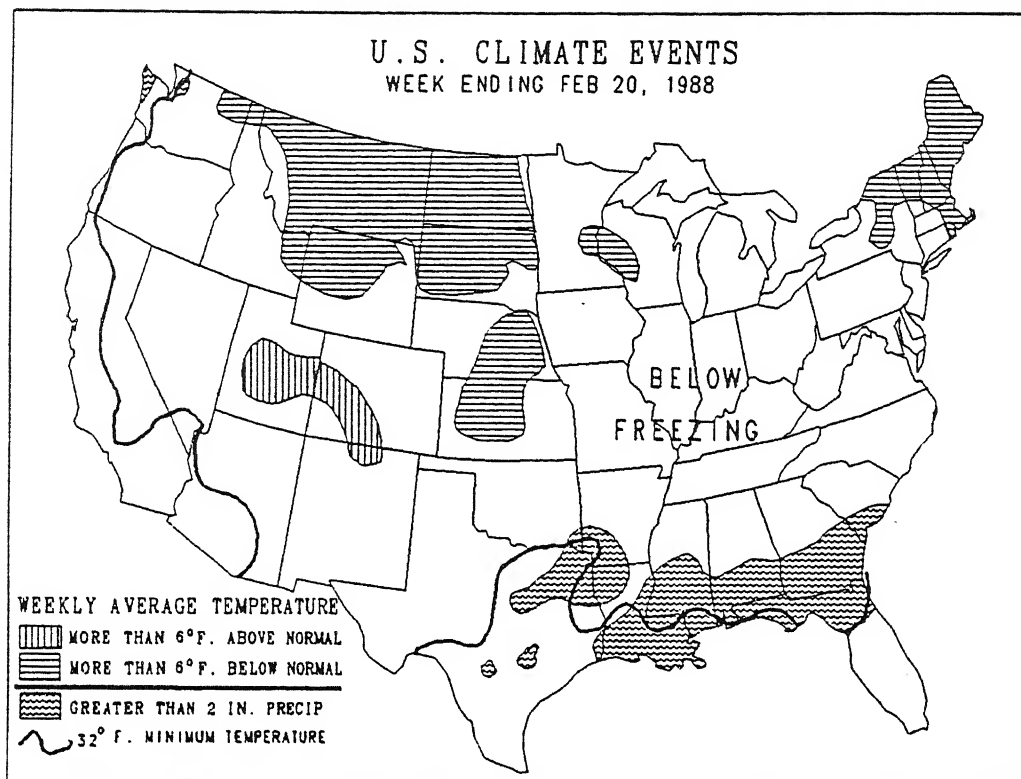 U.S. CLIMATE EVENTS
WEEK ENDING FEB 20, 1988
BELOW
FREEZING
WEEKLY AVERAGE TEMPERATURE
MORE THAN 6°F. ABOVE NORMAL
MORE THAN 6°F. BELOW NORMAL
GREATER THAN 2 IN. PRECIP
32° F. MINIMUM TEMPERATURE